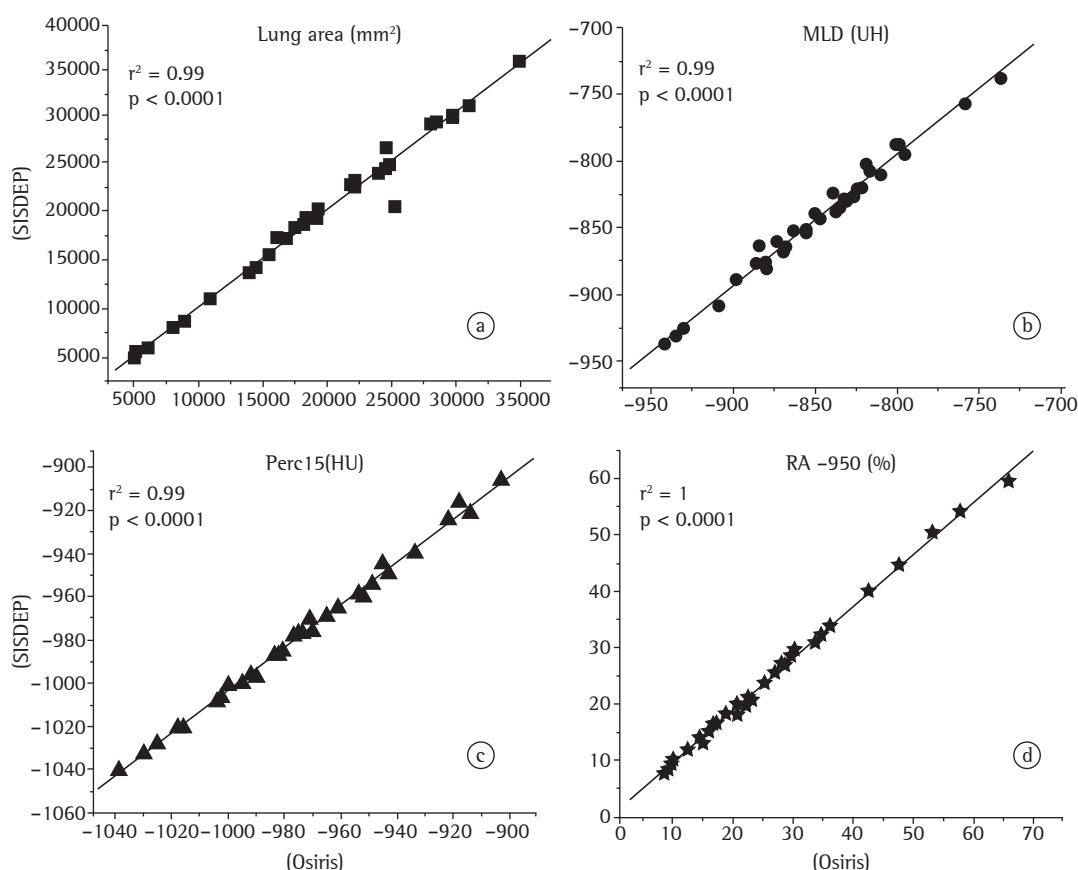 Lung area (mm²)
r² = 0.99
p < 0.0001
40000
35000
30000
25000
20000
15000
10000
5000
(SISDEP)
5000 10000 15000 20000 25000 30000 35000
a
MLD (UH)
r² = 0.99
p < 0.0001
−700
−750
−800
−850
−900
−950
−950 −900 −850 −800 −750 −700
b
Perc15(HU)
r² = 0.99
p < 0.0001
−900
−920
−940
−960
−980
−1000
−1020
−1040
−1060
(SISDEP)
−1040 −1020 −1000 −980 −960 −940 −920 −900
(Osiris)
c
RA −950 (%)
r² = 1
p < 0.0001
60
50
40
30
20
10
0
0 10 20 30 40 50 60 70
(Osiris)
d